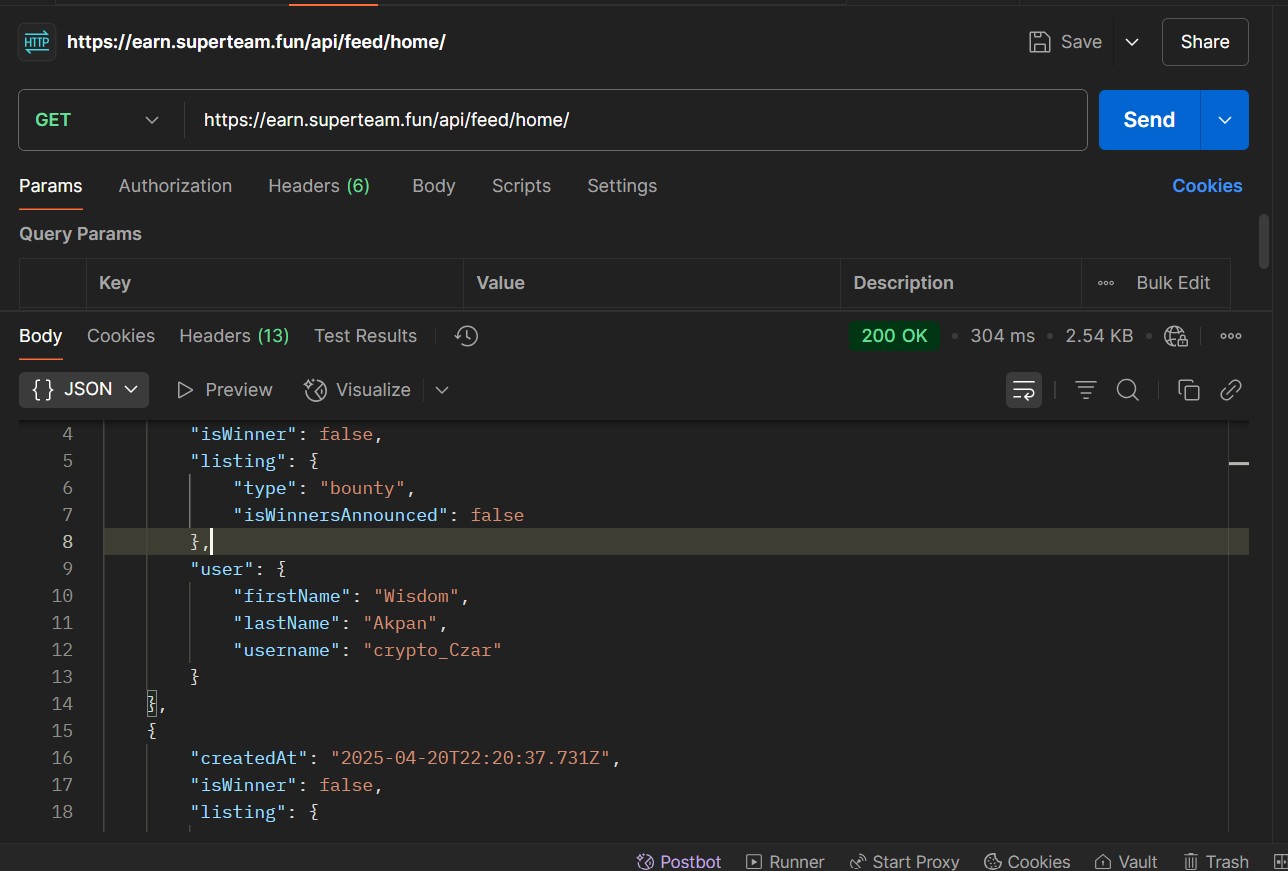 HTTP https://earn.superteam.fun/api/feed/home/ Save Share
GET https://earn.superteam.fun/api/feed/home/ Send
Params Authorization Headers (6) Body Scripts Settings Cookies
Query Params
Key Value Description Bulk Edit
Body Cookies Headers (13) Test Results 200 OK 304 ms 2.54 KB
{} JSON Preview Visualize
4 "isWinner": false,
5 "listing": {
6 "type": "bounty",
7 "isWinnersAnnounced": false
8 },
9 "user": {
10 "firstName": "Wisdom",
11 "lastName": "Akpan",
12 "username": "crypto_Czar"
13 }
14 },
15 {
16 "createdAt": "2025-04-20T22:20:37.731Z",
17 "isWinner": false,
18 "listing": {
Postbot Runner Start Proxy Cookies Vault Trash